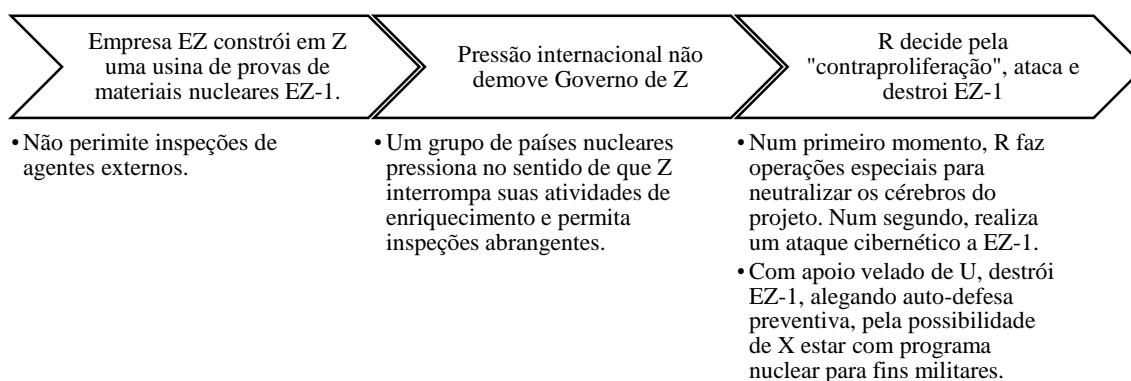 Empresa EZ constrói em Z
uma usina de provas de
materiais nucleares EZ-1.
• Não perimite inspeções de
agentes externos.
Pressão internacional não
demove Governo de Z
• Um grupo de países nucleares
pressiona no sentido de que Z
interrompa suas atividades de
enriquecimento e permita
inspeções abrangentes.
R decide pela
"contraproliferação", ataca e
destroi EZ-1
• Num primeiro momento, R faz
operações especiais para
neutralizar os cérebros do
projeto. Num segundo, realiza
um ataque cibernético a EZ-1.
• Com apoio velado de U, destrói
EZ-1, alegando auto-defesa
preventiva, pela possibilidade
de X estar com programa
nuclear para fins militares.